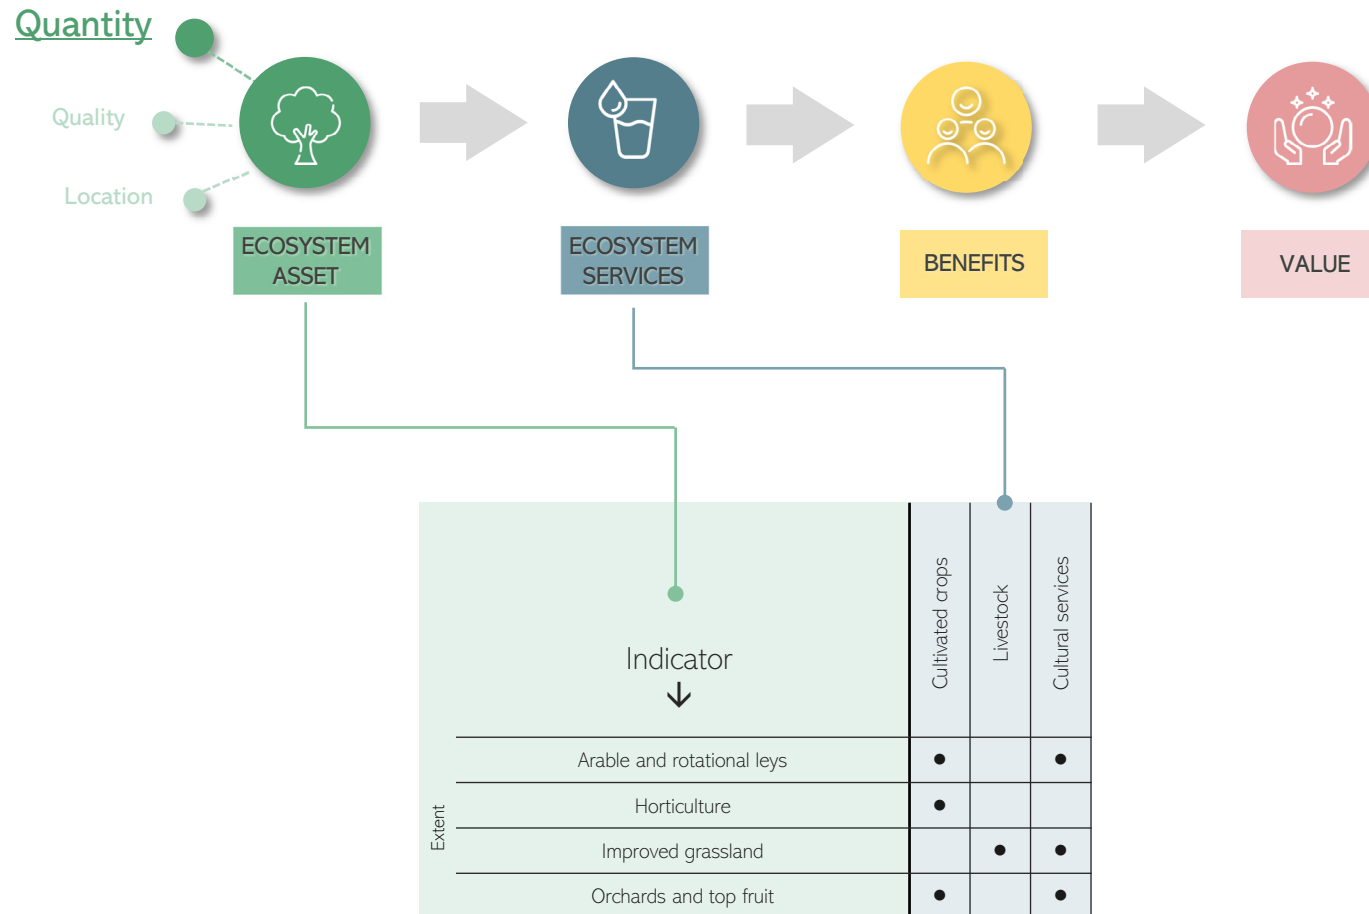 Quantity
Quality
Location
ECOSYSTEM
ASSET
ECOSYSTEM
SERVICES
BENEFITS
VALUE
Indicator
↓
Cultivated crops
Livestock
Cultural services
Extent
Arable and rotational leys
●
●
Horticulture
●
Improved grassland
●
●
Orchards and top fruit
●
●